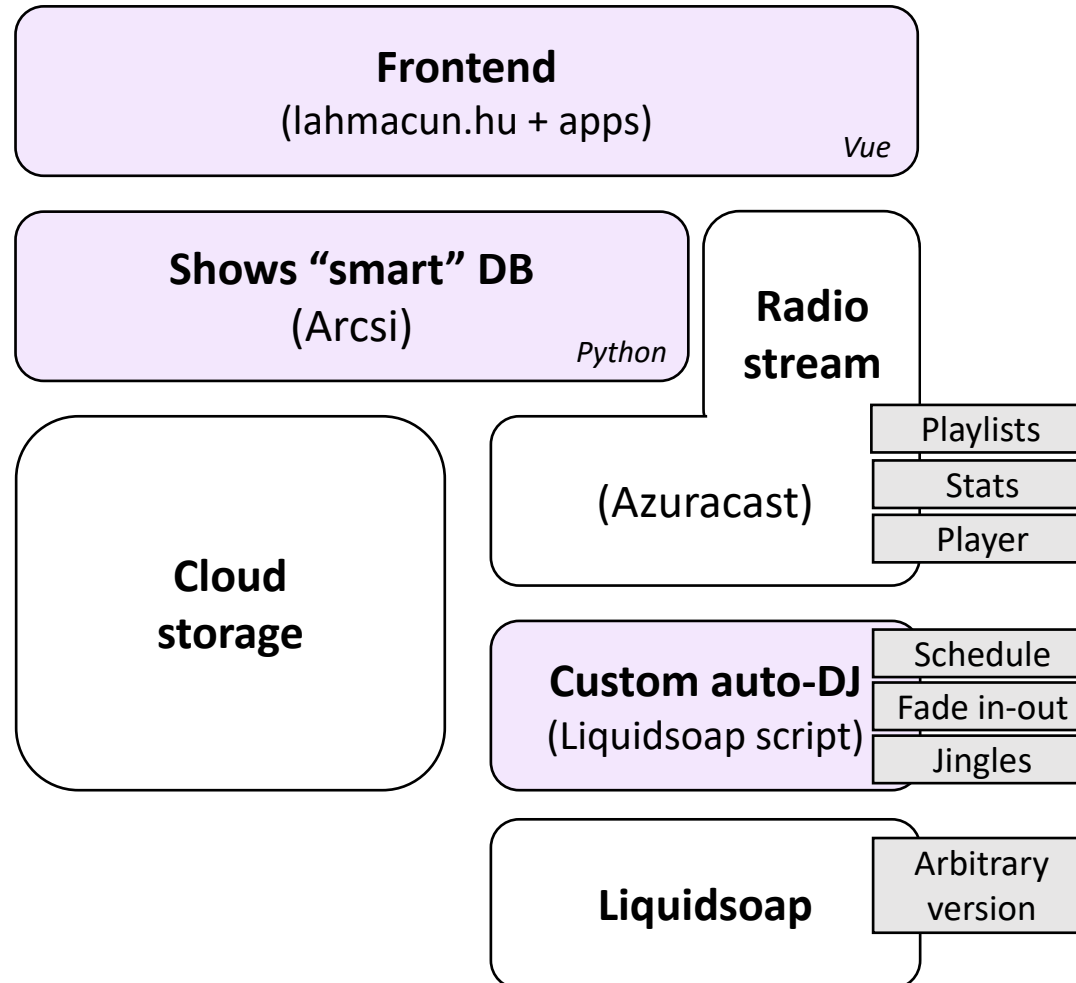 Frontend
(lahmacun.hu + apps)
Vue
Shows “smart” DB
(Arcsi)
Python
Radio
stream
(Azuracast)
Playlists
Stats
Player
Cloud
storage
Custom auto-DJ
(Liquidsoap script)
Schedule
Fade in-out
Jingles
Liquidsoap
Arbitrary
version